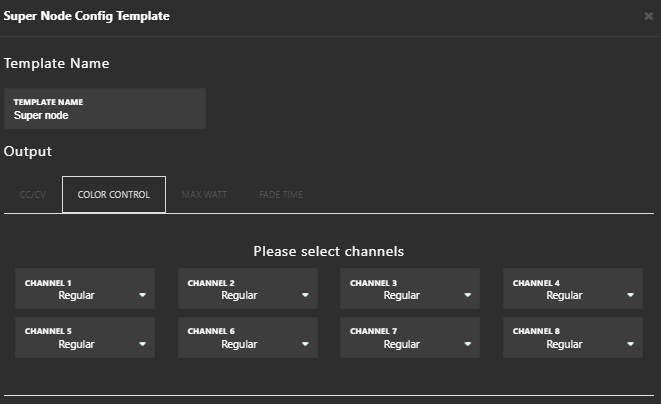 Super Node Config Template ×
Template Name
TEMPLATE NAME
Super node
Output
CC/CV COLOR CONTROL MAX WATT FADE TIME
Please select channels
CHANNEL 1 CHANNEL 2 CHANNEL 3 CHANNEL 4
Regular Regular Regular Regular
CHANNEL 5 CHANNEL 6 CHANNEL 7 CHANNEL 8
Regular Regular Regular Regular